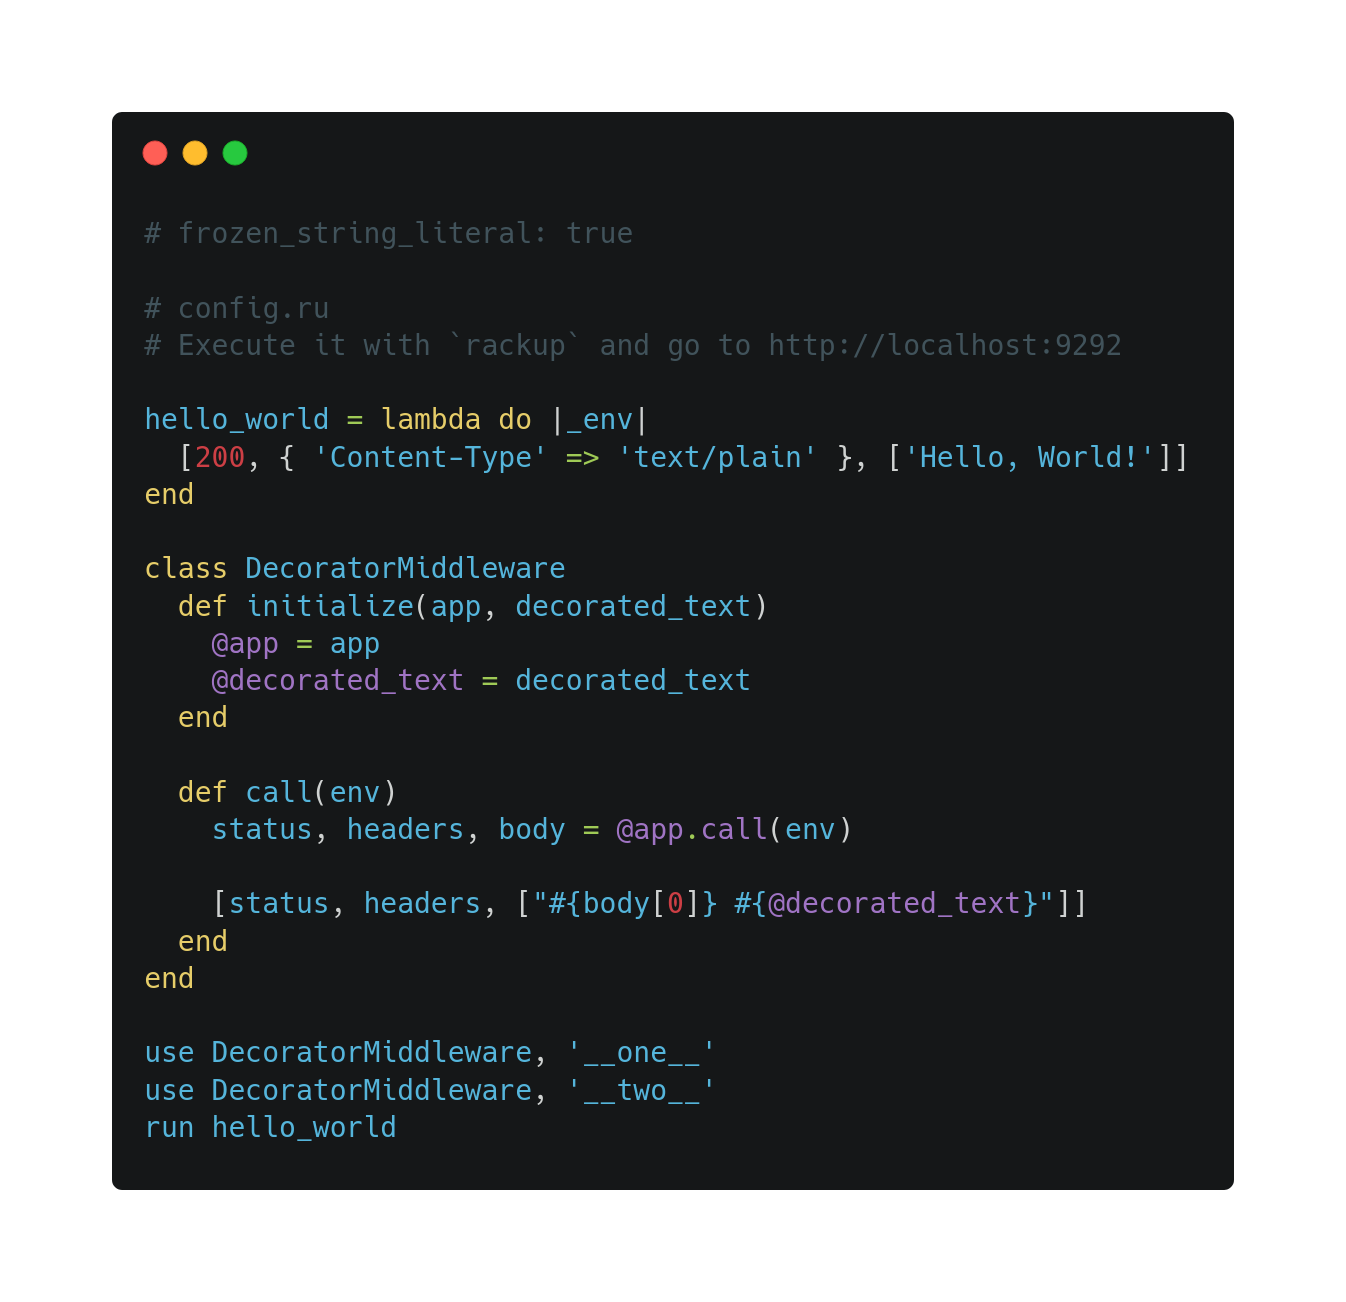 # frozen_string_literal: true

# config.ru
# Execute it with `rackup` and go to http://localhost:9292

hello_world = lambda do |_env|
  [200, { 'Content-Type' => 'text/plain' }, ['Hello, World!']]
end

class DecoratorMiddleware
  def initialize(app, decorated_text)
    @app = app
    @decorated_text = decorated_text
  end

  def call(env)
    status, headers, body = @app.call(env)

    [status, headers, ["#{body[0]} #{@decorated_text}"]]
  end
end

use DecoratorMiddleware, '__one__'
use DecoratorMiddleware, '__two__'
run hello_world